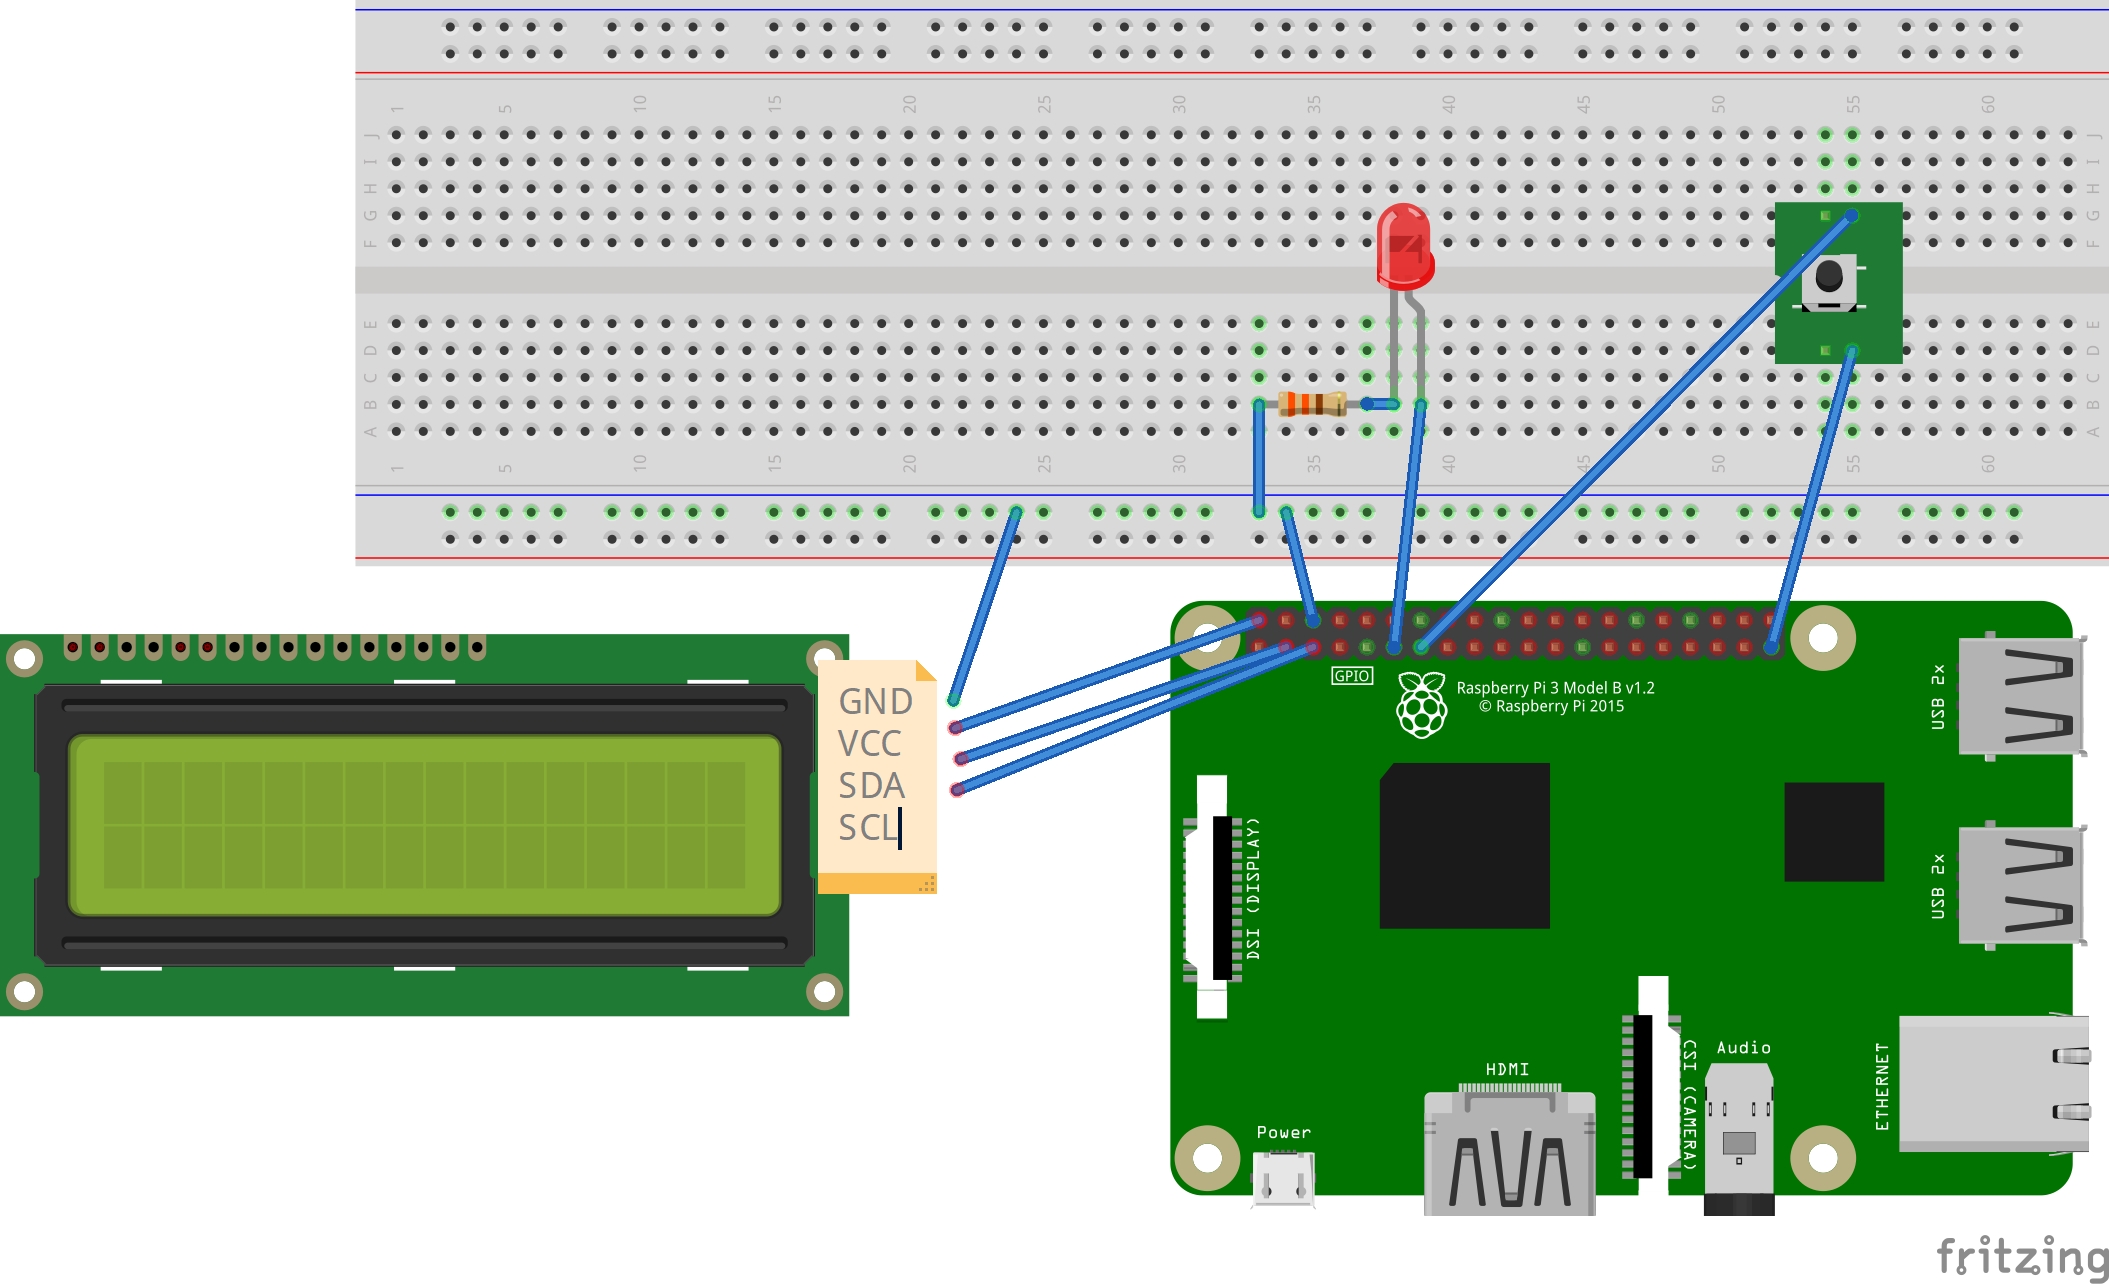 1 5 10 15 20 25 30 35 40 45 50 55 60
J J
I I
H H
G G
F F
E E
D D
C C
B B
A A
1 5 10 15 20 25 30 35 40 45 50 55 60
GND
VCC
SDA
SCL
GPIO
Raspberry Pi 3 Model B v1.2
© Raspberry Pi 2015
USB 2x
DSI (DISPLAY)
USB 2x
HDMI
CSI (CAMERA)
Audio
ETHERNET
Power
fritzing